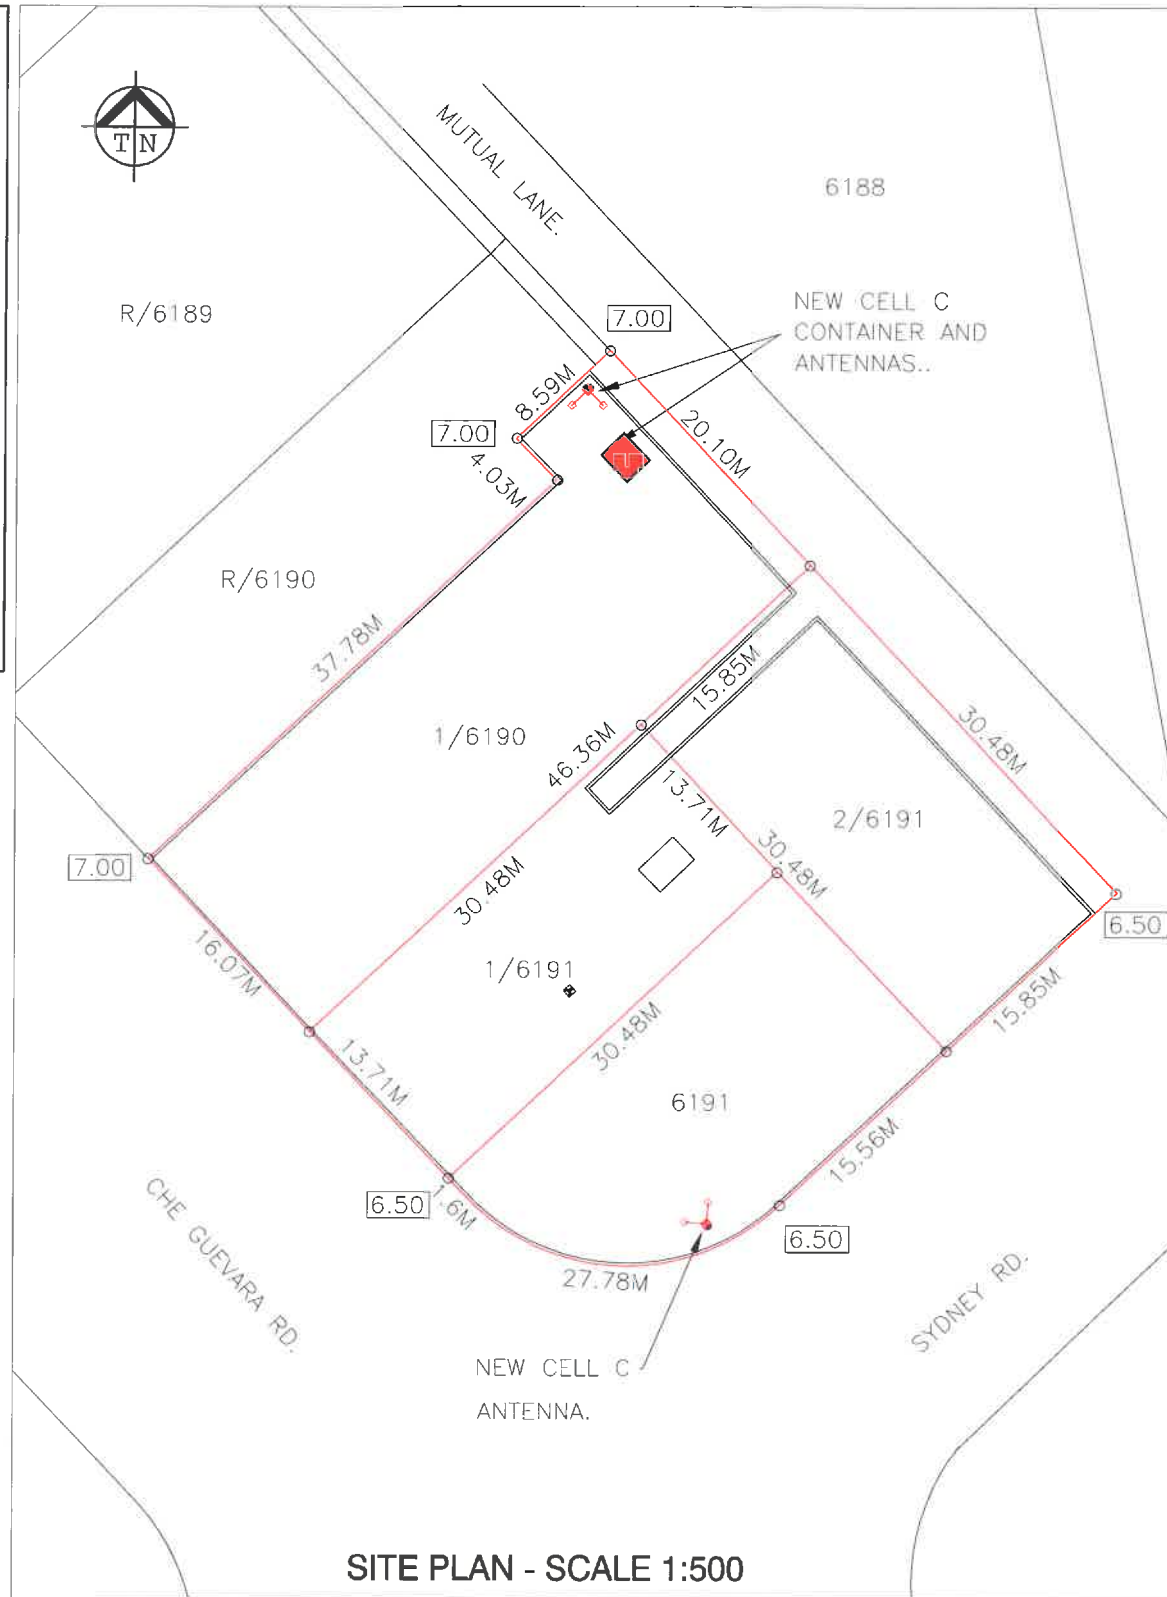 TN
MUTUAL LANE.
6188
R/6189
NEW CELL C
CONTAINER AND
ANTENNAS..
7.00
8.59M
7.00
4.03M
20.10M
R/6190
37.78M
15.85M
1/6190
46.36M
30.48M
13.71M
2/6191
30.48M
7.00
30.48M
6.50
16.07M
1/6191
15.85M
30.48M
13.71M
6191
15.56M
6.50
1.6M
6.50
27.78M
CHE GUEVARA RD.
SYDNEY RD.
NEW CELL C
ANTENNA.
SITE PLAN - SCALE 1:500